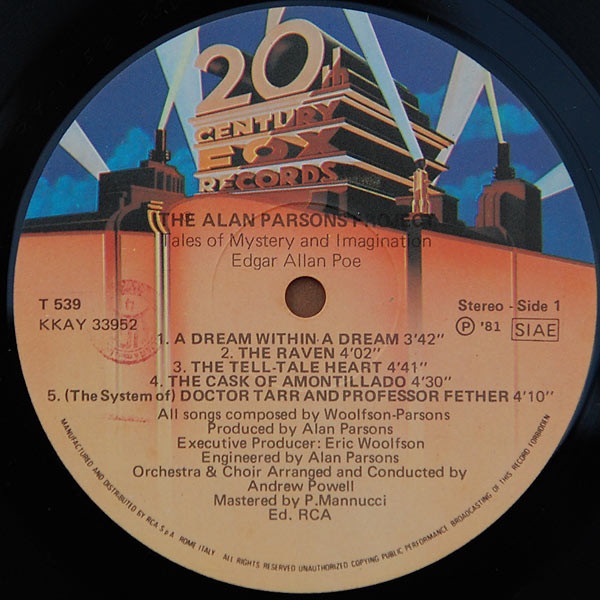 20th
CENTURY
FOX
RECORDS
THE ALAN PARSONS PROJECT
Tales of Mystery and Imagination
Edgar Allan Poe
T 539
KKAY 33952
Stereo - Side 1
Ⓟ '81 SIAE
1. A DREAM WITHIN A DREAM 3'42"
2. THE RAVEN 4'02"
3. THE TELL-TALE HEART 4'41"
4. THE CASK OF AMONTILLADO 4'30"
5. (The System of) DOCTOR TARR AND PROFESSOR FETHER 4'10"
All songs composed by Woolfson-Parsons
Produced by Alan Parsons
Executive Producer: Eric Woolfson
Engineered by Alan Parsons
Orchestra & Choir Arranged and Conducted by
Andrew Powell
Mastered by P.Mannucci
Ed. RCA
MANUFACTURED AND DISTRIBUTED BY RCA S.p.A. ROME ITALY ALL RIGHTS RESERVED UNAUTHORIZED COPYING PUBLIC PERFORMANCE BROADCASTING OF THIS RECORD FORBIDDEN